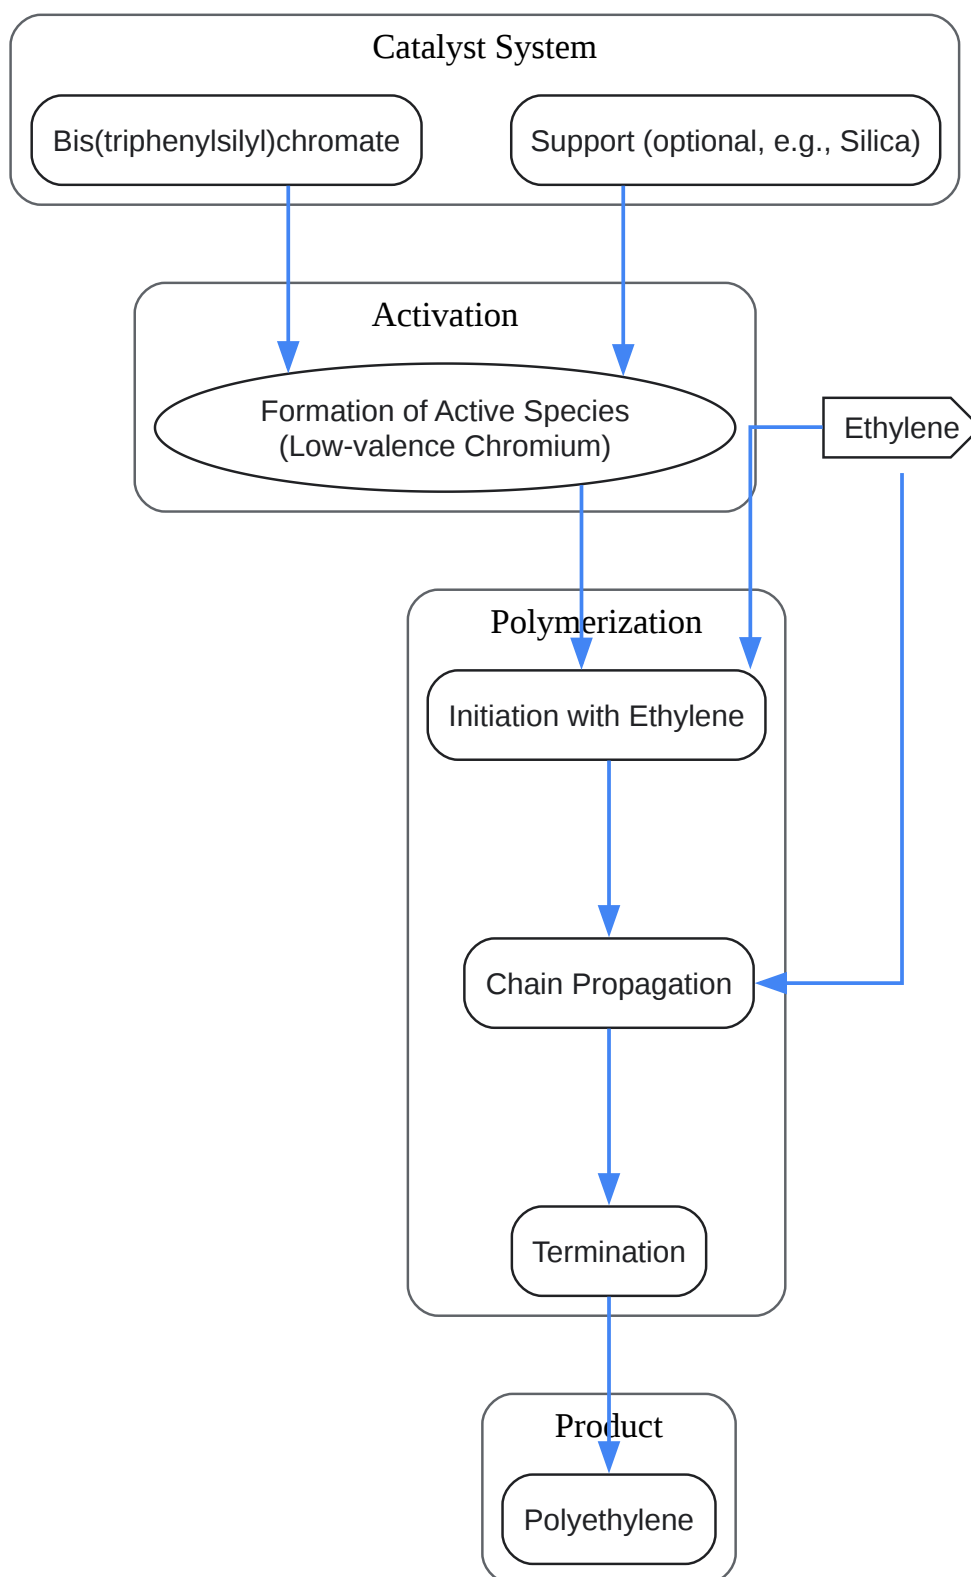 Catalyst System
Bis(triphenylsilyl)chromate
Support (optional, e.g., Silica)
Activation
Formation of Active Species
(Low-valence Chromium)
Ethylene
Polymerization
Initiation with Ethylene
Chain Propagation
Termination
Product
Polyethylene